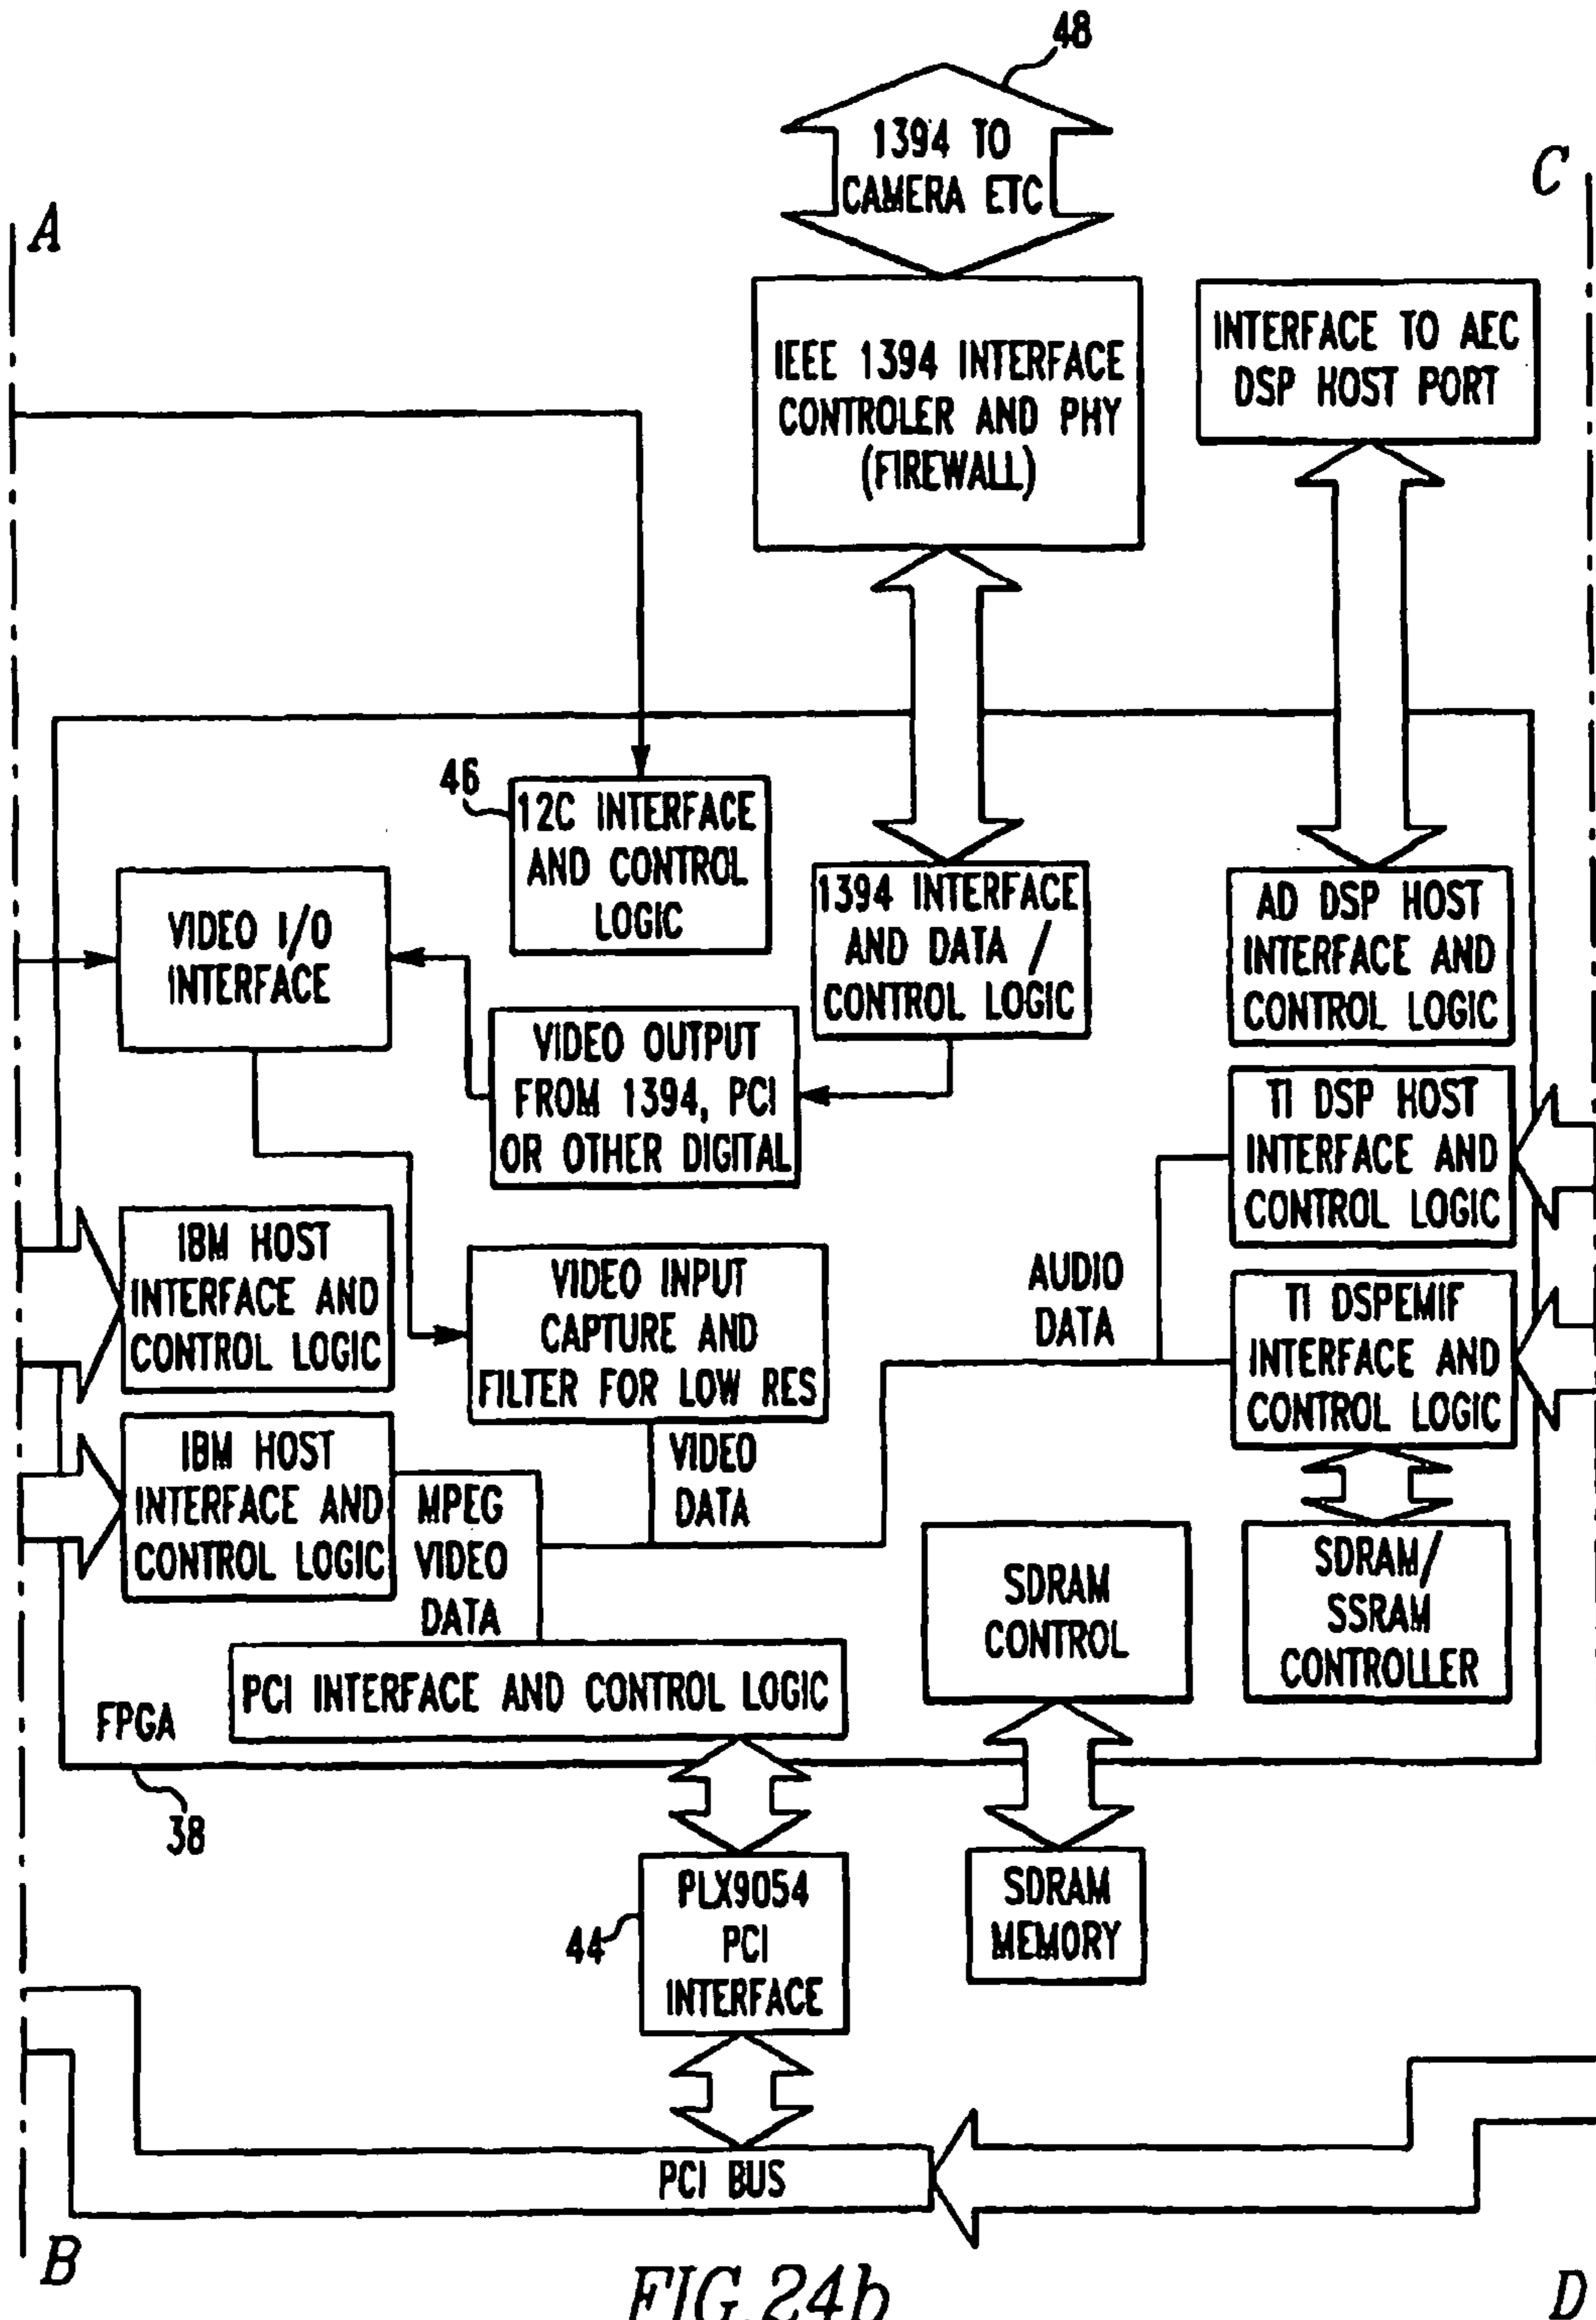 48
1394 TO
CAMERA ETC
C
A
IEEE 1394 INTERFACE
CONTROLER AND PHY
(FIREWALL)
INTERFACE TO AEC
DSP HOST PORT
46
12C INTERFACE
AND CONTROL
LOGIC
1394 INTERFACE
AND DATA /
CONTROL LOGIC
AD DSP HOST
INTERFACE AND
CONTROL LOGIC
VIDEO I/O
INTERFACE
VIDEO OUTPUT
FROM 1394, PCI
OR OTHER DIGITAL
TI DSP HOST
INTERFACE AND
CONTROL LOGIC
IBM HOST
INTERFACE AND
CONTROL LOGIC
VIDEO INPUT
CAPTURE AND
FILTER FOR LOW RES
AUDIO
DATA
TI DSPEMIF
INTERFACE AND
CONTROL LOGIC
IBM HOST
INTERFACE AND
CONTROL LOGIC
MPEG
VIDEO
DATA
VIDEO
DATA
SDRAM
CONTROL
SDRAM/
SSRAM
CONTROLLER
PCI INTERFACE AND CONTROL LOGIC
FPGA
38
PLX9054
PCI
INTERFACE
44
SDRAM
MEMORY
PCI BUS
B
FIG. 24b
D